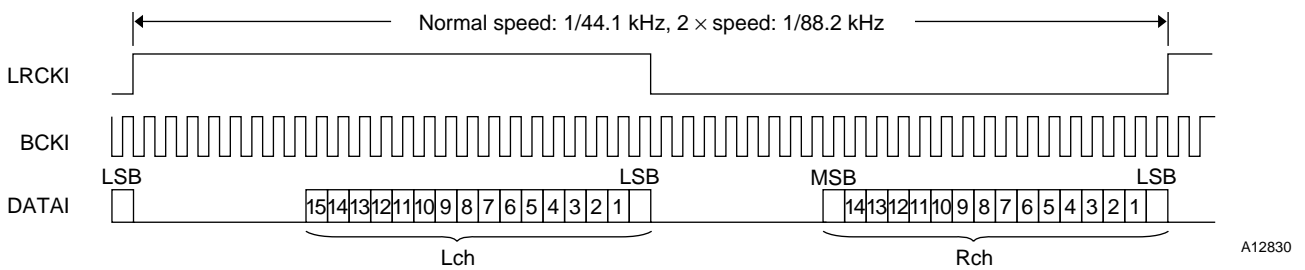 Normal speed: 1/44.1 kHz, 2 × speed: 1/88.2 kHz
LRCKI
BCKI
LSB LSB MSB LSB
DATAI 15 14 13 12 11 10 9 8 7 6 5 4 3 2 1 14 13 12 11 10 9 8 7 6 5 4 3 2 1
Lch Rch
A12830